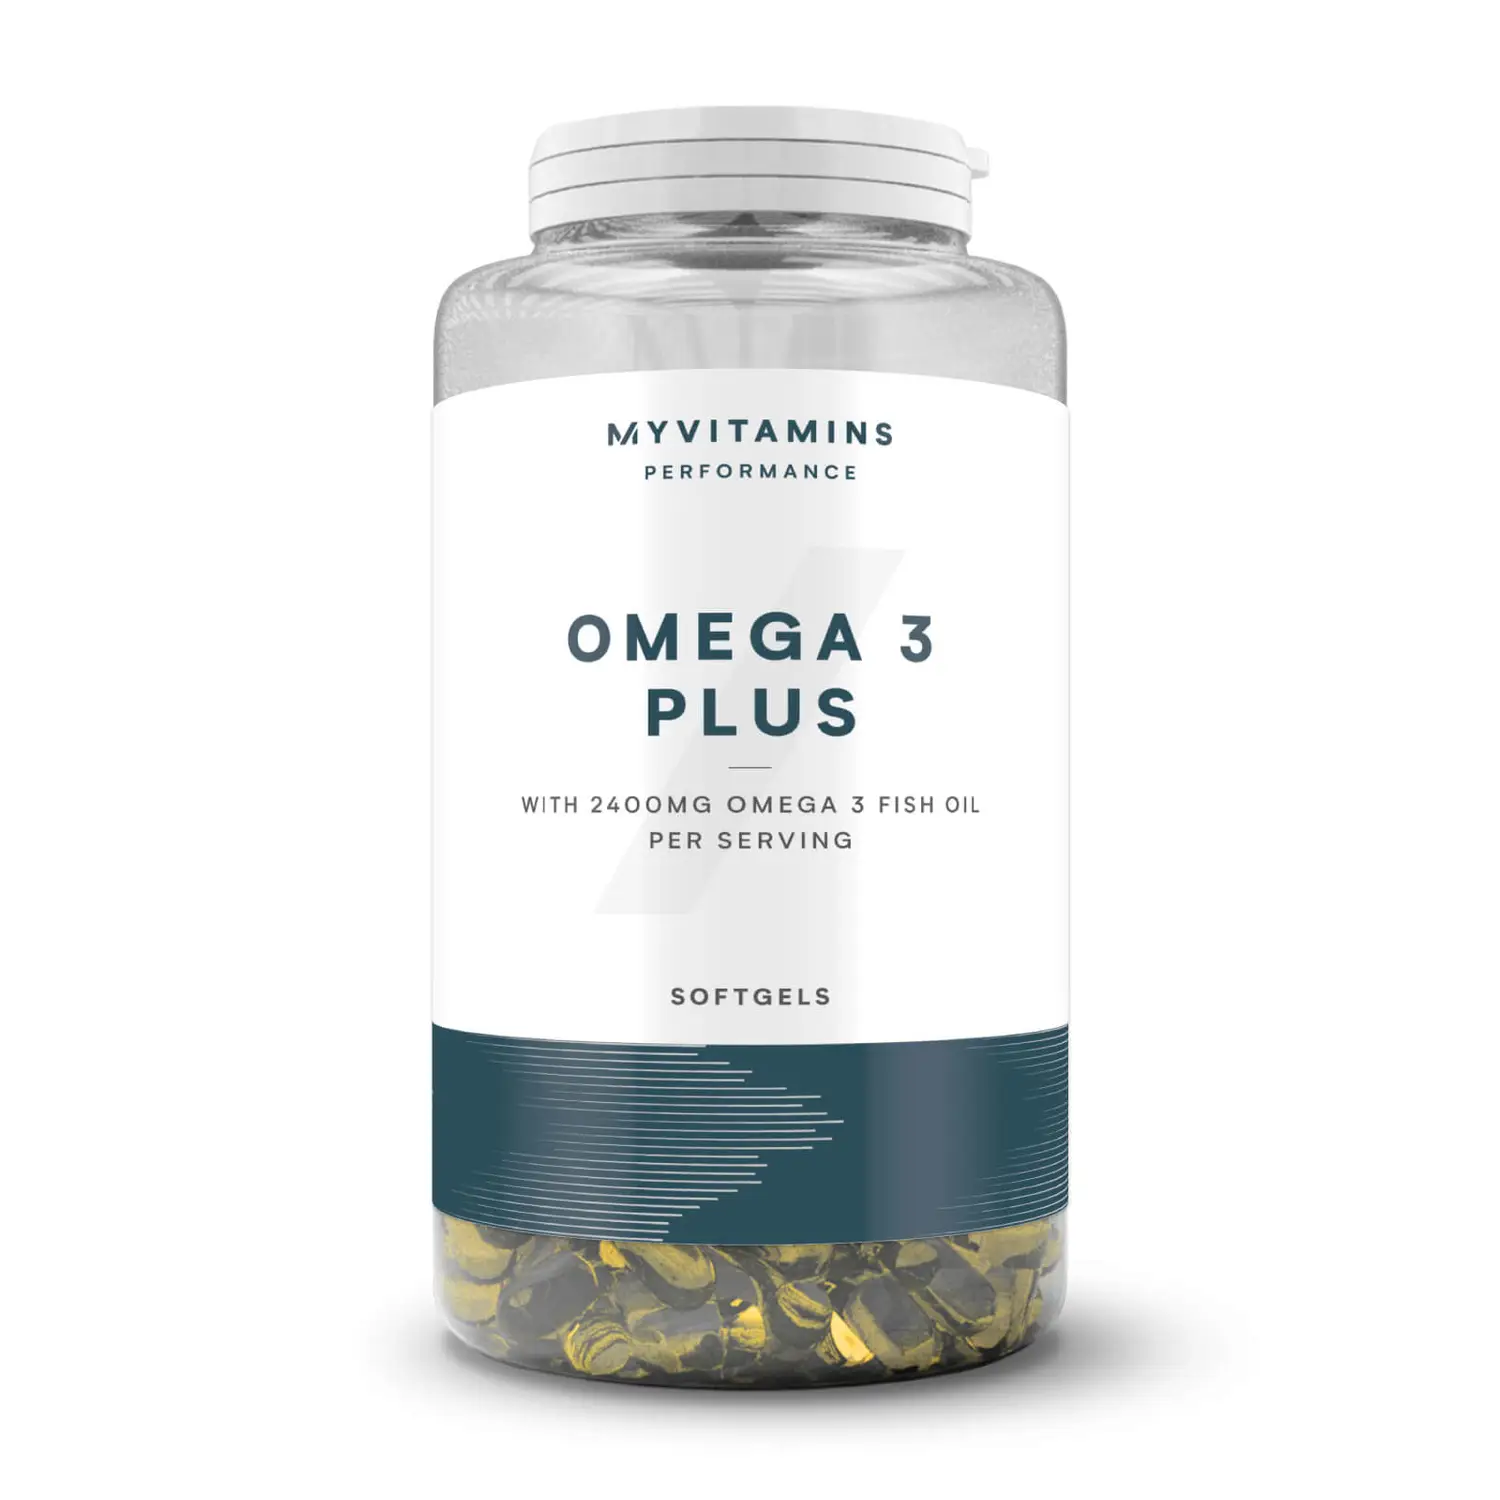 MYVITAMINS
PERFORMANCE
OMEGA 3
PLUS
WITH 2400MG OMEGA 3 FISH OIL
PER SERVING
SOFTGELS